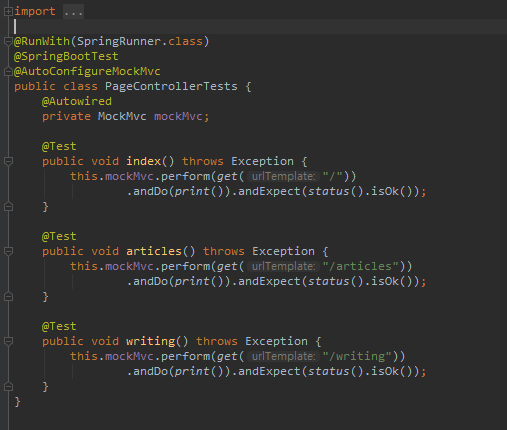 import ...
@RunWith(SpringRunner.class)
@SpringBootTest
@AutoConfigureMockMvc
public class PageControllerTests {
    @Autowired
    private MockMvc mockMvc;

    @Test
    public void index() throws Exception {
        this.mockMvc.perform(get( urlTemplate: "/"))
                .andDo(print()).andExpect(status().isOk());
    }

    @Test
    public void articles() throws Exception {
        this.mockMvc.perform(get( urlTemplate: "/articles"))
                .andDo(print()).andExpect(status().isOk());
    }

    @Test
    public void writing() throws Exception {
        this.mockMvc.perform(get( urlTemplate: "/writing"))
                .andDo(print()).andExpect(status().isOk());
    }
}